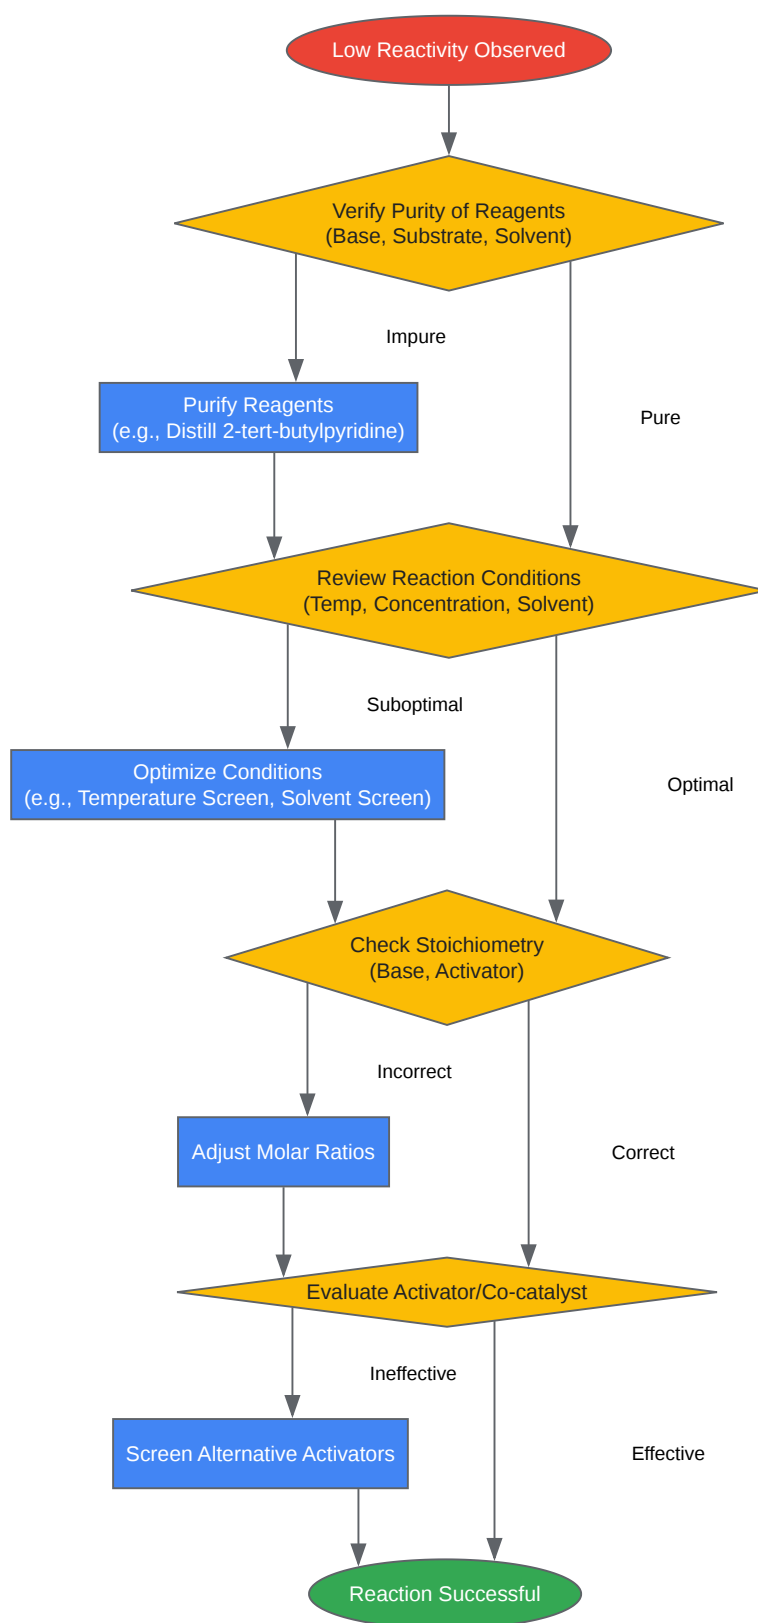 Low Reactivity Observed
Verify Purity of Reagents
(Base, Substrate, Solvent)
Impure
Purify Reagents
(e.g., Distill 2-tert-butylpyridine)
Pure
Review Reaction Conditions
(Temp, Concentration, Solvent)
Suboptimal
Optimize Conditions
(e.g., Temperature Screen, Solvent Screen)
Optimal
Check Stoichiometry
(Base, Activator)
Incorrect
Adjust Molar Ratios
Correct
Evaluate Activator/Co-catalyst
Ineffective
Screen Alternative Activators
Effective
Reaction Successful